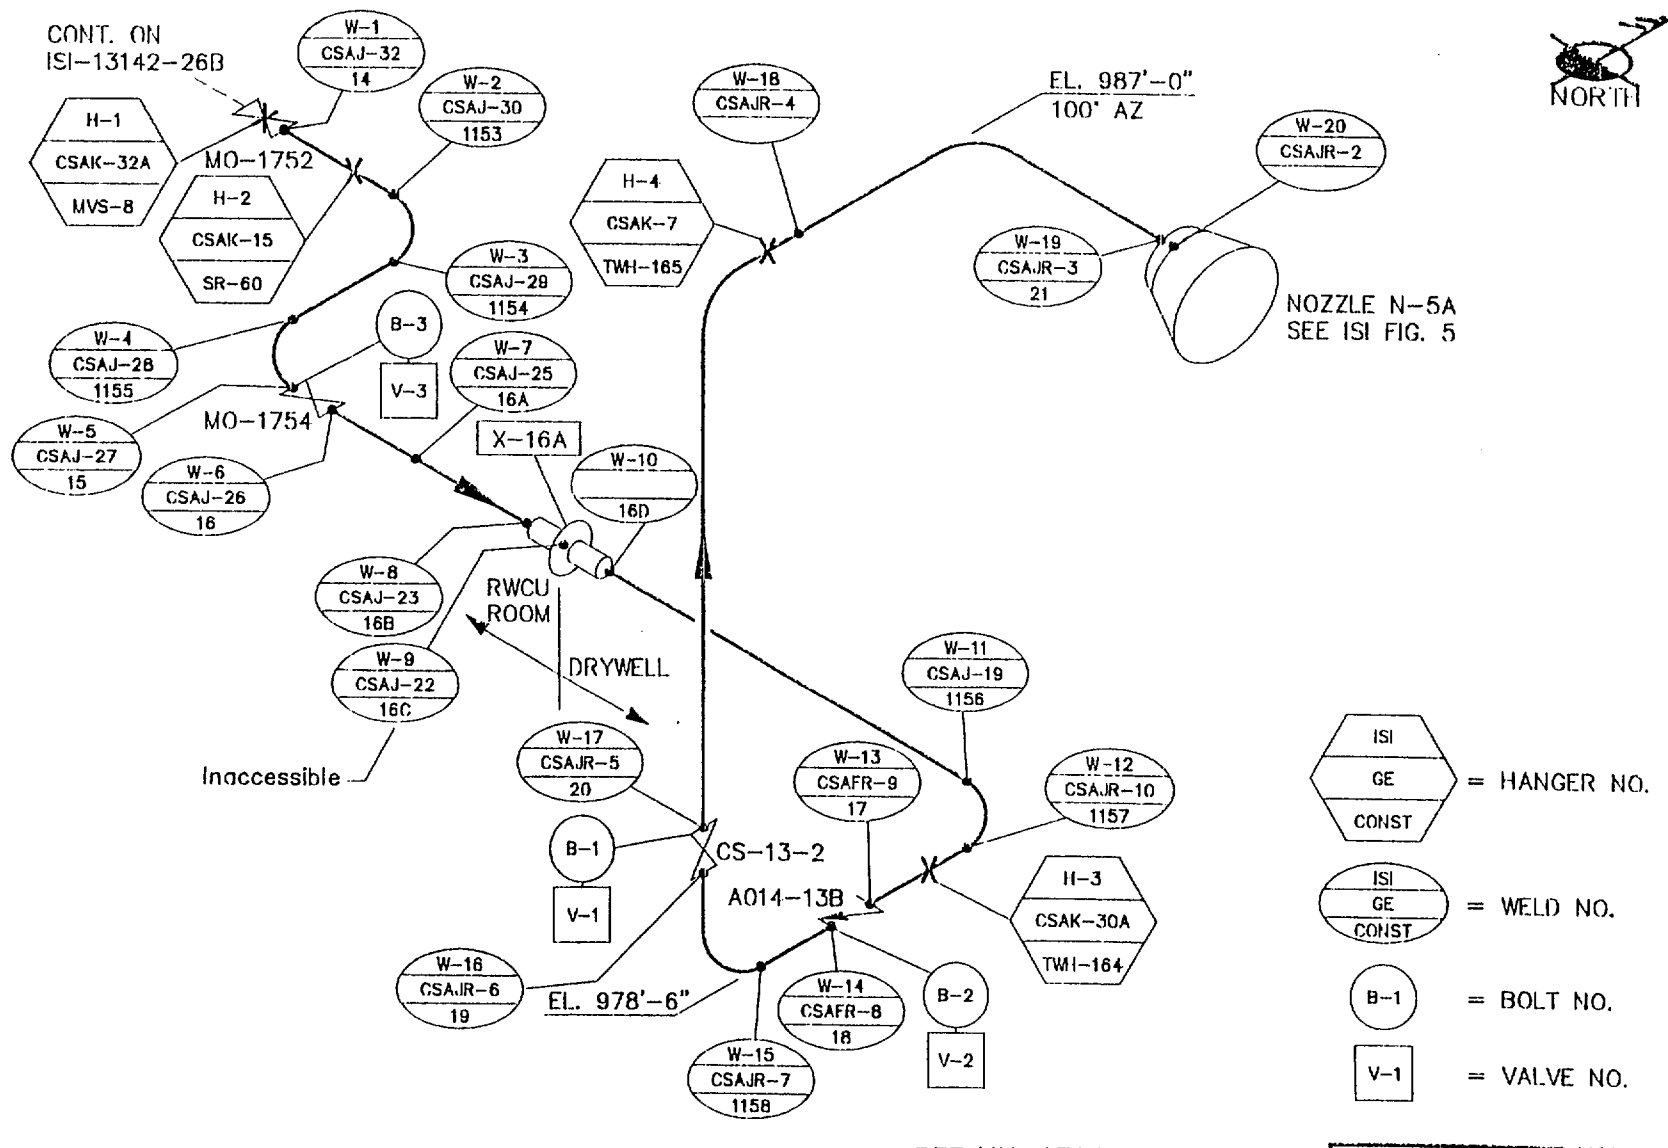 CONT. ON
ISI-13142-26B
W-1
CSAJ-32
14
W-2
CSAJ-30
1153
H-1
CSAK-32A
MVS-8
MO-1752
H-2
CSAK-15
SR-60
W-3
CSAJ-29
1154
W-4
CSAJ-28
1155
B-3
V-3
W-7
CSAJ-25
16A
MO-1754
W-5
CSAJ-27
15
W-6
CSAJ-26
16
X-16A
W-10
16D
W-8
CSAJ-23
16B
RWCU
ROOM
W-9
CSAJ-22
16C
DRYWELL
Inaccessible
W-18
CSAJR-4
H-4
CSAK-7
TWH-165
EL. 987'-0"
100° AZ
NORTH
W-20
CSAJR-2
W-19
CSAJR-3
21
NOZZLE N-5A
SEE ISI FIG. 5
W-11
CSAJ-19
1156
W-17
CSAJR-5
20
W-13
CSAFR-9
17
W-12
CSAJR-10
1157
B-1
V-1
CS-13-2
AO14-13B
H-3
CSAK-30A
TWH-164
W-16
CSAJR-6
19
EL. 978'-6"
W-14
CSAFR-8
18
B-2
V-2
W-15
CSAJR-7
1158
ISI
GE
CONST
= HANGER NO.
ISI
GE
CONST
= WELD NO.
B-1
= BOLT NO.
V-1
= VALVE NO.